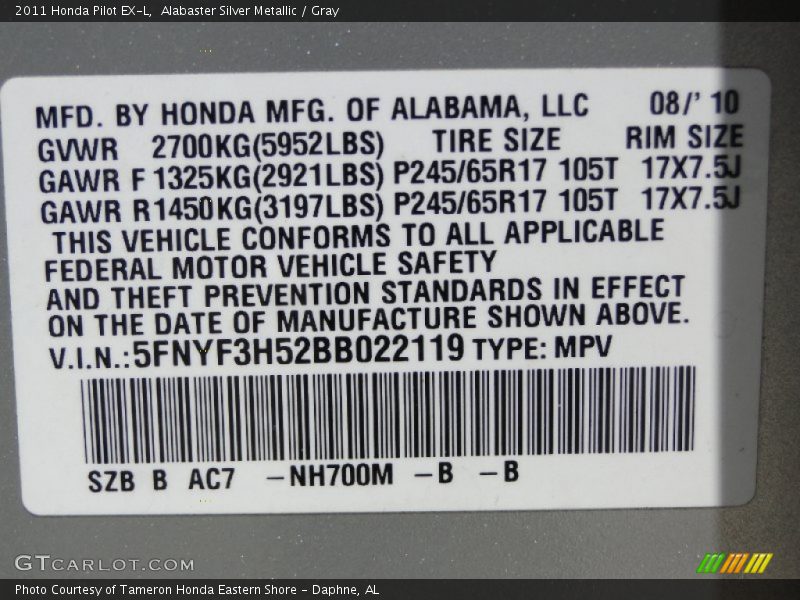 2011 Honda Pilot EX-L, Alabaster Silver Metallic / Gray
MFD. BY HONDA MFG. OF ALABAMA, LLC 08/'10
GVWR 2700KG(5952LBS) TIRE SIZE RIM SIZE
GAWR F 1325KG(2921LBS) P245/65R17 105T 17X7.5J
GAWR R 1450KG(3197LBS) P245/65R17 105T 17X7.5J
THIS VEHICLE CONFORMS TO ALL APPLICABLE
FEDERAL MOTOR VEHICLE SAFETY
AND THEFT PREVENTION STANDARDS IN EFFECT
ON THE DATE OF MANUFACTURE SHOWN ABOVE.
V.I.N.:5FNYF3H52BB022119 TYPE: MPV
SZB B AC7 -NH700M -B -B
GTCARLOT.COM
Photo Courtesy of Tameron Honda Eastern Shore - Daphne, AL